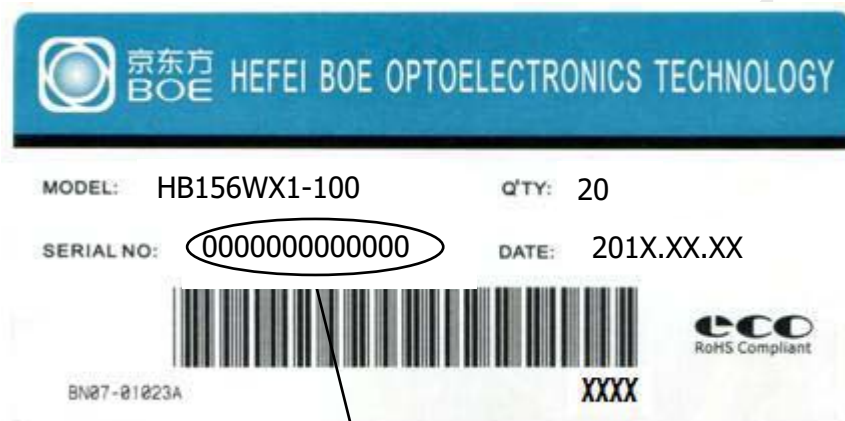 京东方
BOE HEFEI BOE OPTOELECTRONICS TECHNOLOGY
MODEL: HB156WX1-100 Q'TY: 20
SERIAL NO: 0000000000000 DATE: 201X.XX.XX
eco
RoHS Compliant
BN07-01023A XXXX